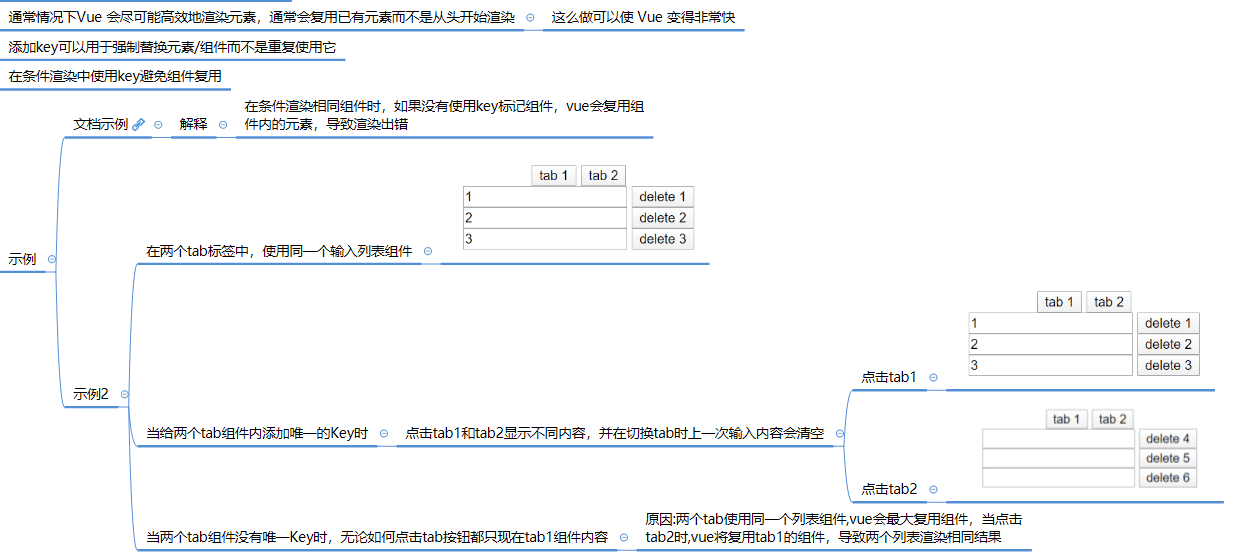 通常情况下Vue 会尽可能高效地渲染元素，通常会复用已有元素而不是从头开始渲染
这么做可以使 Vue 变得非常快
添加key可以用于强制替换元素/组件而不是重复使用它
在条件渲染中使用key避免组件复用
示例
文档示例
解释
在条件渲染相同组件时，如果没有使用key标记组件，vue会复用组
件内的元素，导致渲染出错
示例2
在两个tab标签中，使用同一个输入列表组件
tab 1 tab 2
1 delete 1
2 delete 2
3 delete 3
当给两个tab组件内添加唯一的Key时
点击tab1和tab2显示不同内容，并在切换tab时上一次输入内容会清空
点击tab1
tab 1 tab 2
1 delete 1
2 delete 2
3 delete 3
点击tab2
tab 1 tab 2
delete 4
delete 5
delete 6
当两个tab组件没有唯一Key时，无论如何点击tab按钮都只现在tab1组件内容
原因:两个tab使用同一个列表组件,vue会最大复用组件，当点击
tab2时,vue将复用tab1的组件，导致两个列表渲染相同结果